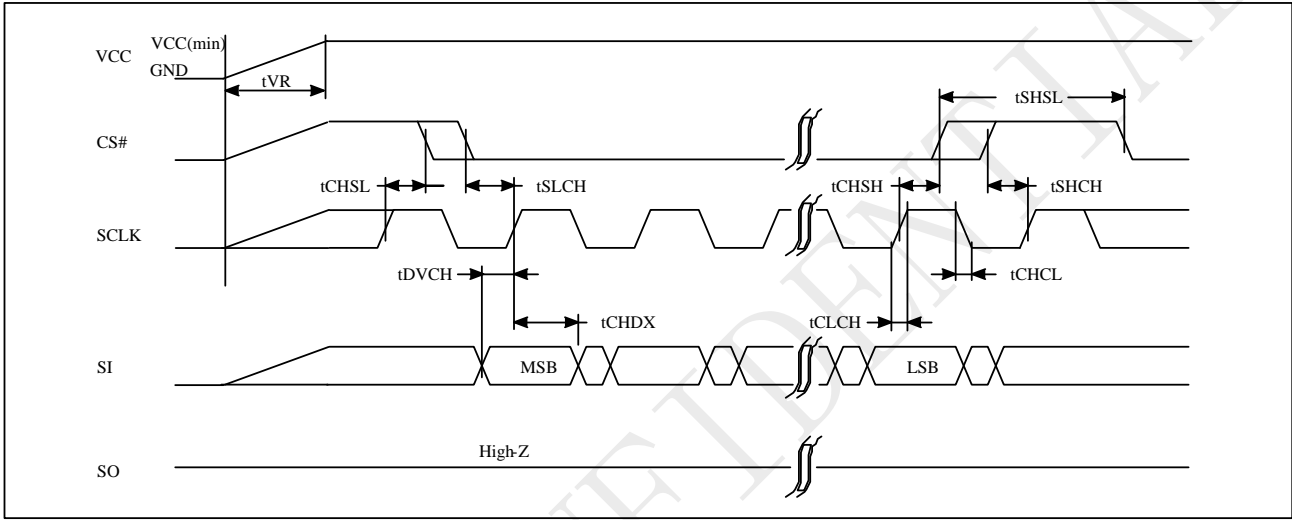 VCC(min)
VCC
GND
tVR
tSHSL
CS#
tCHSL
tSLCH
tCHSH
tSHCH
SCLK
tDVCH
tCHCL
tCHDX
tCLCH
SI
MSB
LSB
High-Z
SO
FIDENTIAL